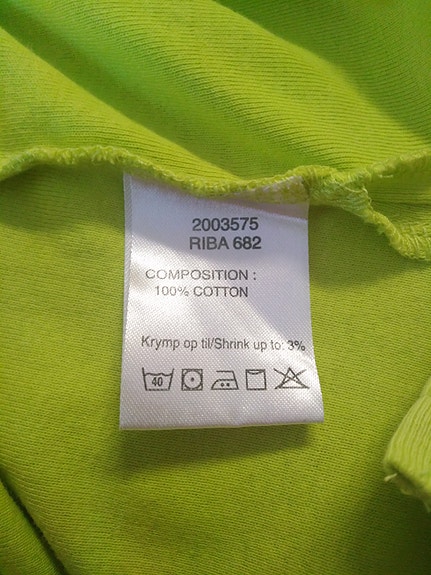 2003575
RIBA 682
COMPOSITION :
100% COTTON
Krymp op til/Shrink up to: 3%
40